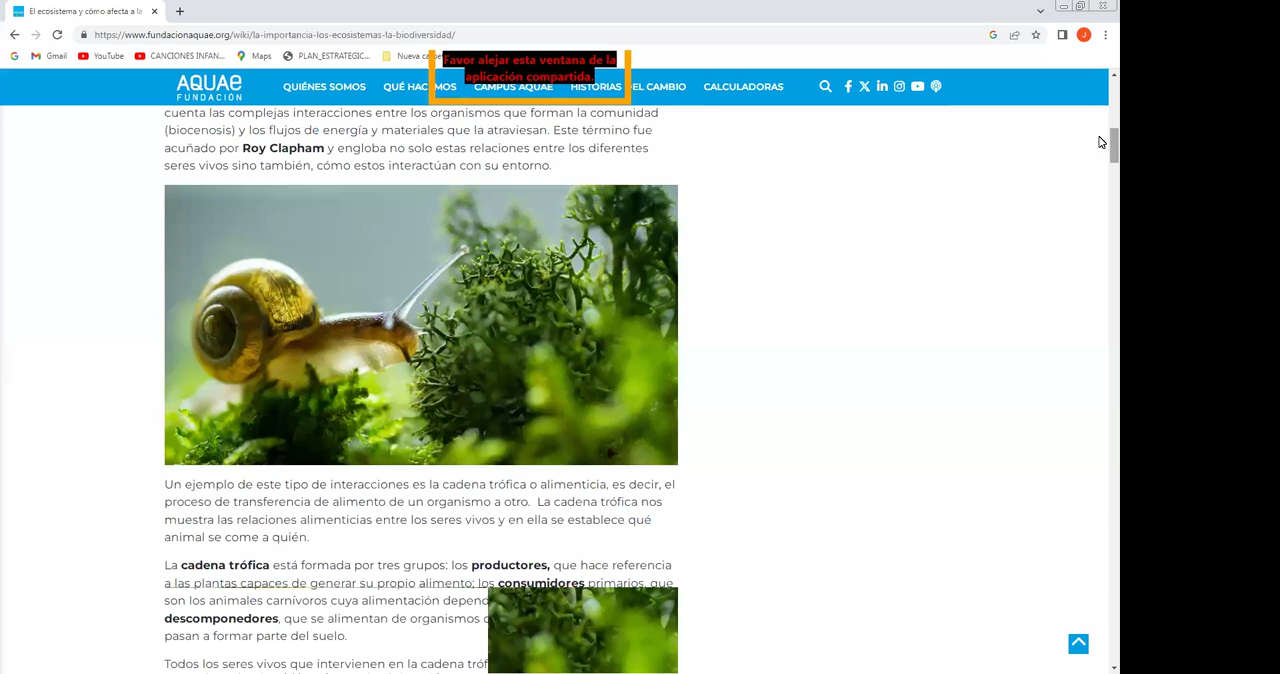 El ecosistema y cómo afecta a la
https://www.fundacionaquae.org/wiki/la-importancia-los-ecosistemas-la-biodiversidad/
Gmail YouTube CANCIONES INFAN... Maps PLAN_ESTRATEGIC... Nueva
Favor alejar esta ventana de la
aplicación compartida.
AQUAE
FUNDACIÓN
QUIÉNES SOMOS QUÉ HACEMOS CAMPUS AQUAE HISTORIAS DEL CAMBIO CALCULADORAS
cuenta las complejas interacciones entre los organismos que forman la comunidad
(biocenosis) y los flujos de energía y materiales que la atraviesan. Este término fue
acuñado por Roy Clapham y engloba no solo estas relaciones entre los diferentes
seres vivos sino también, cómo estos interactúan con su entorno.
Un ejemplo de este tipo de interacciones es la cadena trófica o alimenticia, es decir, el
proceso de transferencia de alimento de un organismo a otro. La cadena trófica nos
muestra las relaciones alimenticias entre los seres vivos y en ella se establece qué
animal se come a quién.
La cadena trófica está formada por tres grupos: los productores, que hace referencia
a las plantas capaces de generar su propio alimento; los consumidores primarios, que
son los animales carnívoros cuya alimentación depend
descomponedores, que se alimentan de organismos
pasan a formar parte del suelo.
Todos los seres vivos que intervienen en la cadena tróf